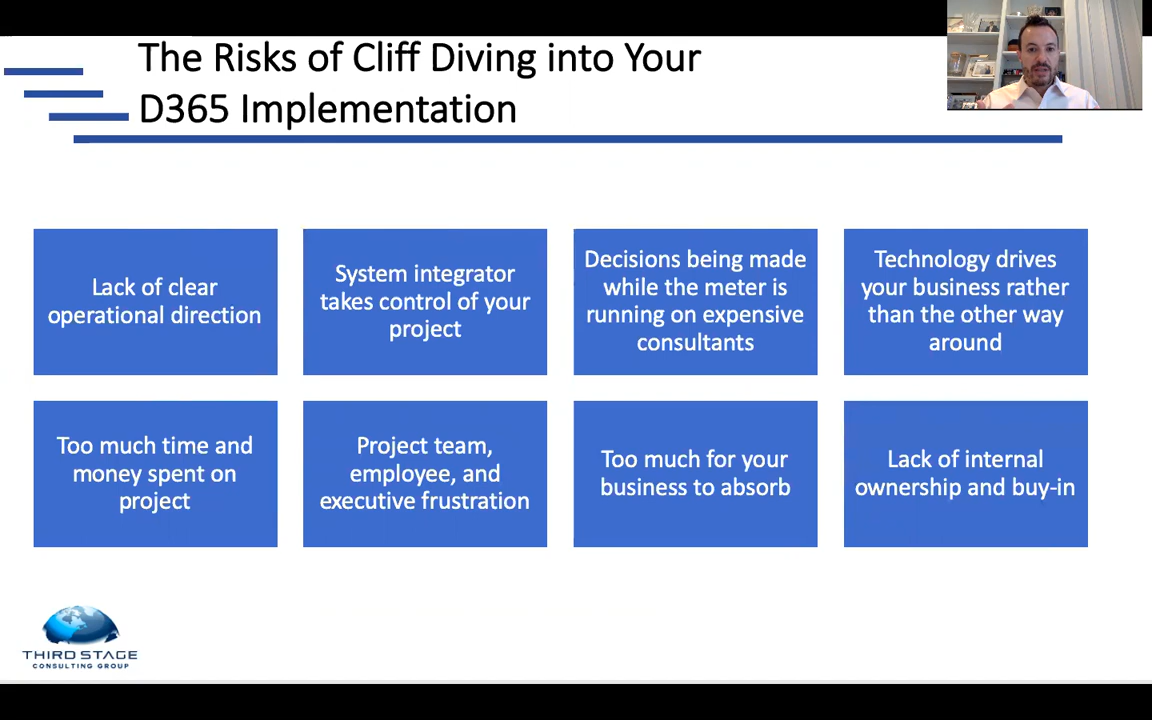 The Risks of Cliff Diving into Your
D365 Implementation
Lack of clear
operational direction
System integrator
takes control of your
project
Decisions being made
while the meter is
running on expensive
consultants
Technology drives
your business rather
than the other way
around
Too much time and
money spent on
project
Project team,
employee, and
executive frustration
Too much for your
business to absorb
Lack of internal
ownership and buy-in
THIRD STAGE
CONSULTING GROUP